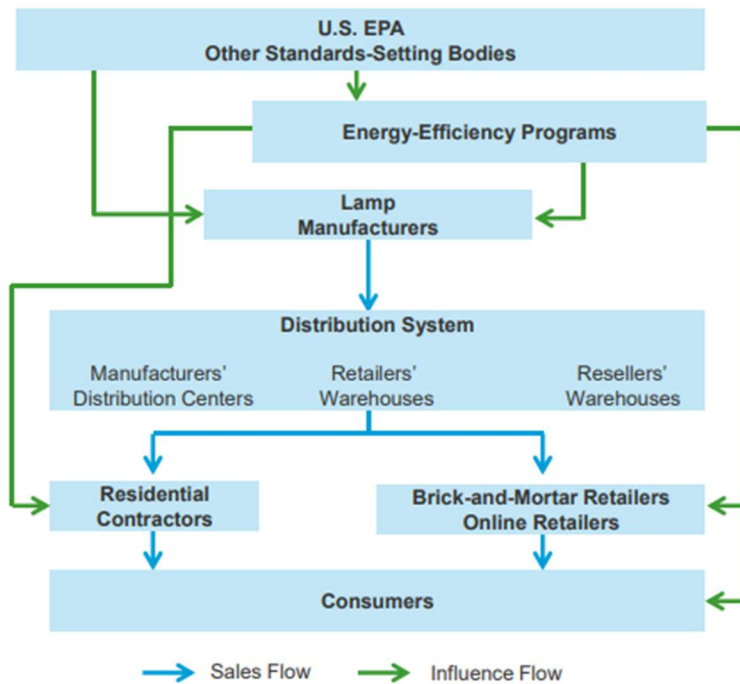 U.S. EPA
Other Standards-Setting Bodies
Energy-Efficiency Programs
Lamp
Manufacturers
Distribution System
Manufacturers'
Distribution Centers
Retailers'
Warehouses
Resellers'
Warehouses
Residential
Contractors
Brick-and-Mortar Retailers
Online Retailers
Consumers
Sales Flow
Influence Flow